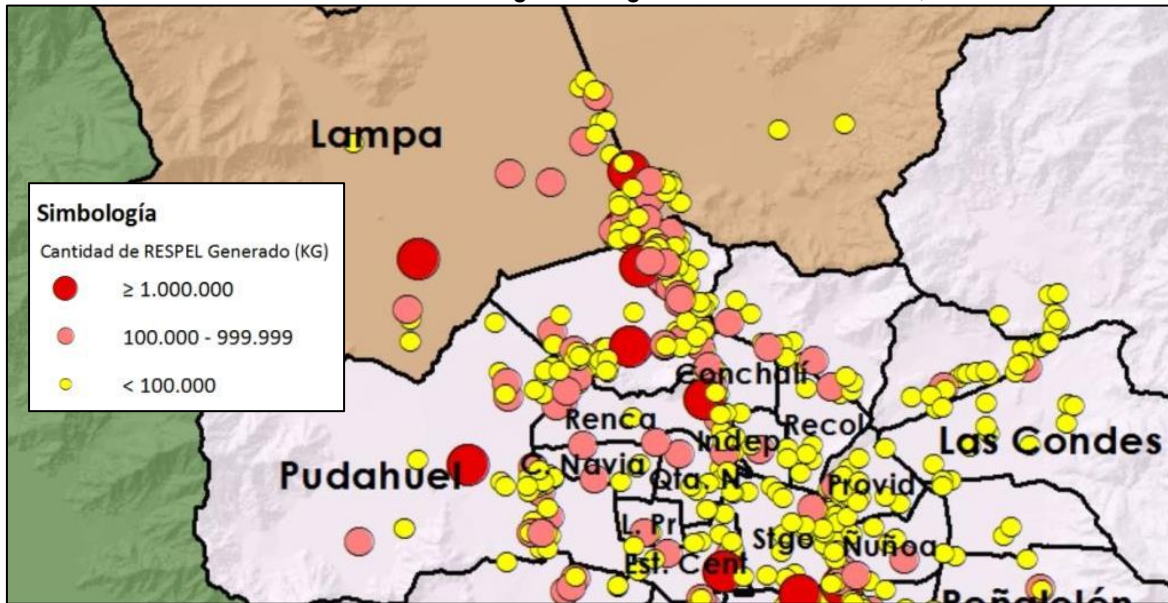 Lampa
Simbología
Cantidad de RESPEL Generado (KG)
≥ 1.000.000
100.000 - 999.999
< 100.000
Conchalí
Renca
Indep
Recol
Las Condes
Pudahuel
C. Navia
Qta. N
Provid
L. Pr
Stgo
Ñuñoa
Est. Cent
Peñalolén